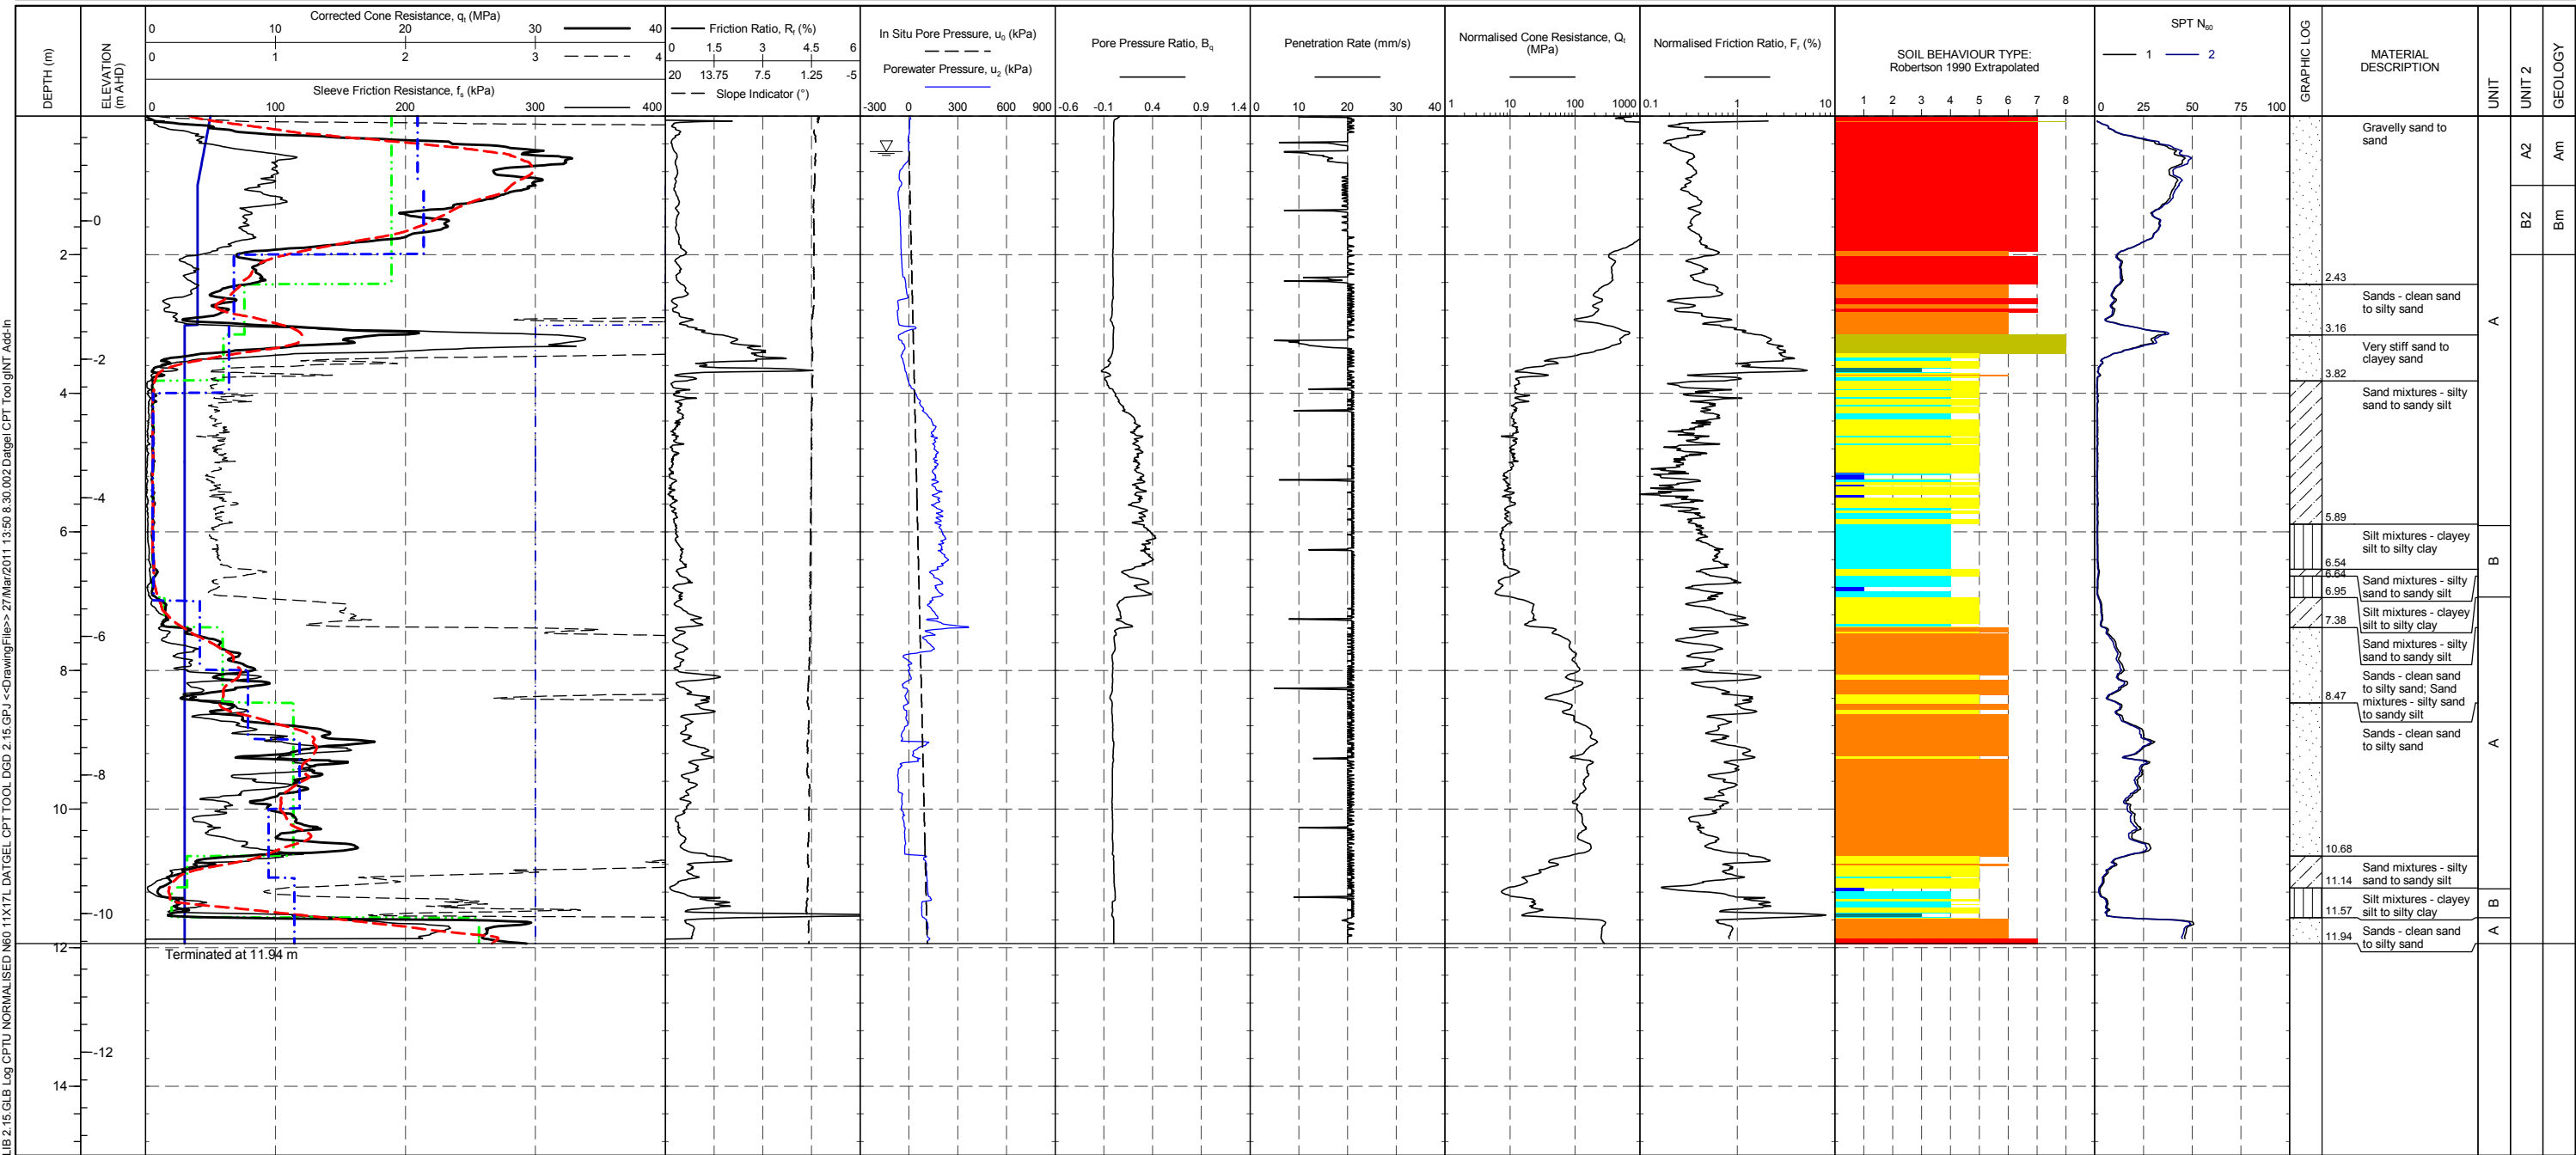 LIB 2.15.GLB Log CPTU NORMALISED N60 11X17L DATGEL CPT TOOL DGD 2.15.GPJ <<DrawingFile>> 27/Mar/2011 13:50 8.30.002 Datgel CPT Tool gINT Add-In
DEPTH (m)
ELEVATION
(m AHD)
Corrected Cone Resistance, qt (MPa)
0 10 20 30 40
0 1 4
Sleeve Friction Resistance, fs (kPa)
0 100 200 300 400
Friction Ratio, Rf (%)
0 1.5 3 4.5 6
20 13.75 7.5 1.25 -5
Slope Indicator (°)
In Situ Pore Pressure, u0 (kPa)
Porewater Pressure, u2 (kPa)
-300 0 300 600 900
Pore Pressure Ratio, Bq
-0.6 -0.1 0.4 0.9 1.4
Penetration Rate (mm/s)
0 10 20 30 40
Normalised Cone Resistance, Qt
(MPa)
1 10 100 1000
Normalised Friction Ratio, Fr (%)
0.1 1 10
SOIL BEHAVIOUR TYPE:
Robertson 1990 Extrapolated
1 2 3 4 5 6 7 8
SPT N60
1 2
0 25 50 75 100
GRAPHIC LOG
MATERIAL
DESCRIPTION
UNIT
UNIT 2
GEOLOGY
2
4
6
8
10
12
14
0
-2
-4
-6
-8
-10
-12
Terminated at 11.94 m
Gravelly sand to
sand
2.43
Sands - clean sand
to silty sand
3.16
Very stiff sand to
clayey sand
3.82
Sand mixtures - silty
sand to sandy silt
5.89
Silt mixtures - clayey
silt to silty clay
6.54
6.64
Sand mixtures - silty
sand to sandy silt
6.95
Silt mixtures - clayey
silt to silty clay
7.38
Sand mixtures - silty
sand to sandy silt
Sands - clean sand
to silty sand; Sand
mixtures - silty sand
to sandy silt
8.47
Sands - clean sand
to silty sand
10.68
Sand mixtures - silty
sand to sandy silt
11.14
Silt mixtures - clayey
silt to silty clay
11.57
Sands - clean sand
to silty sand
11.94
A
B
A
B
A
A2
B2
Am
Bm